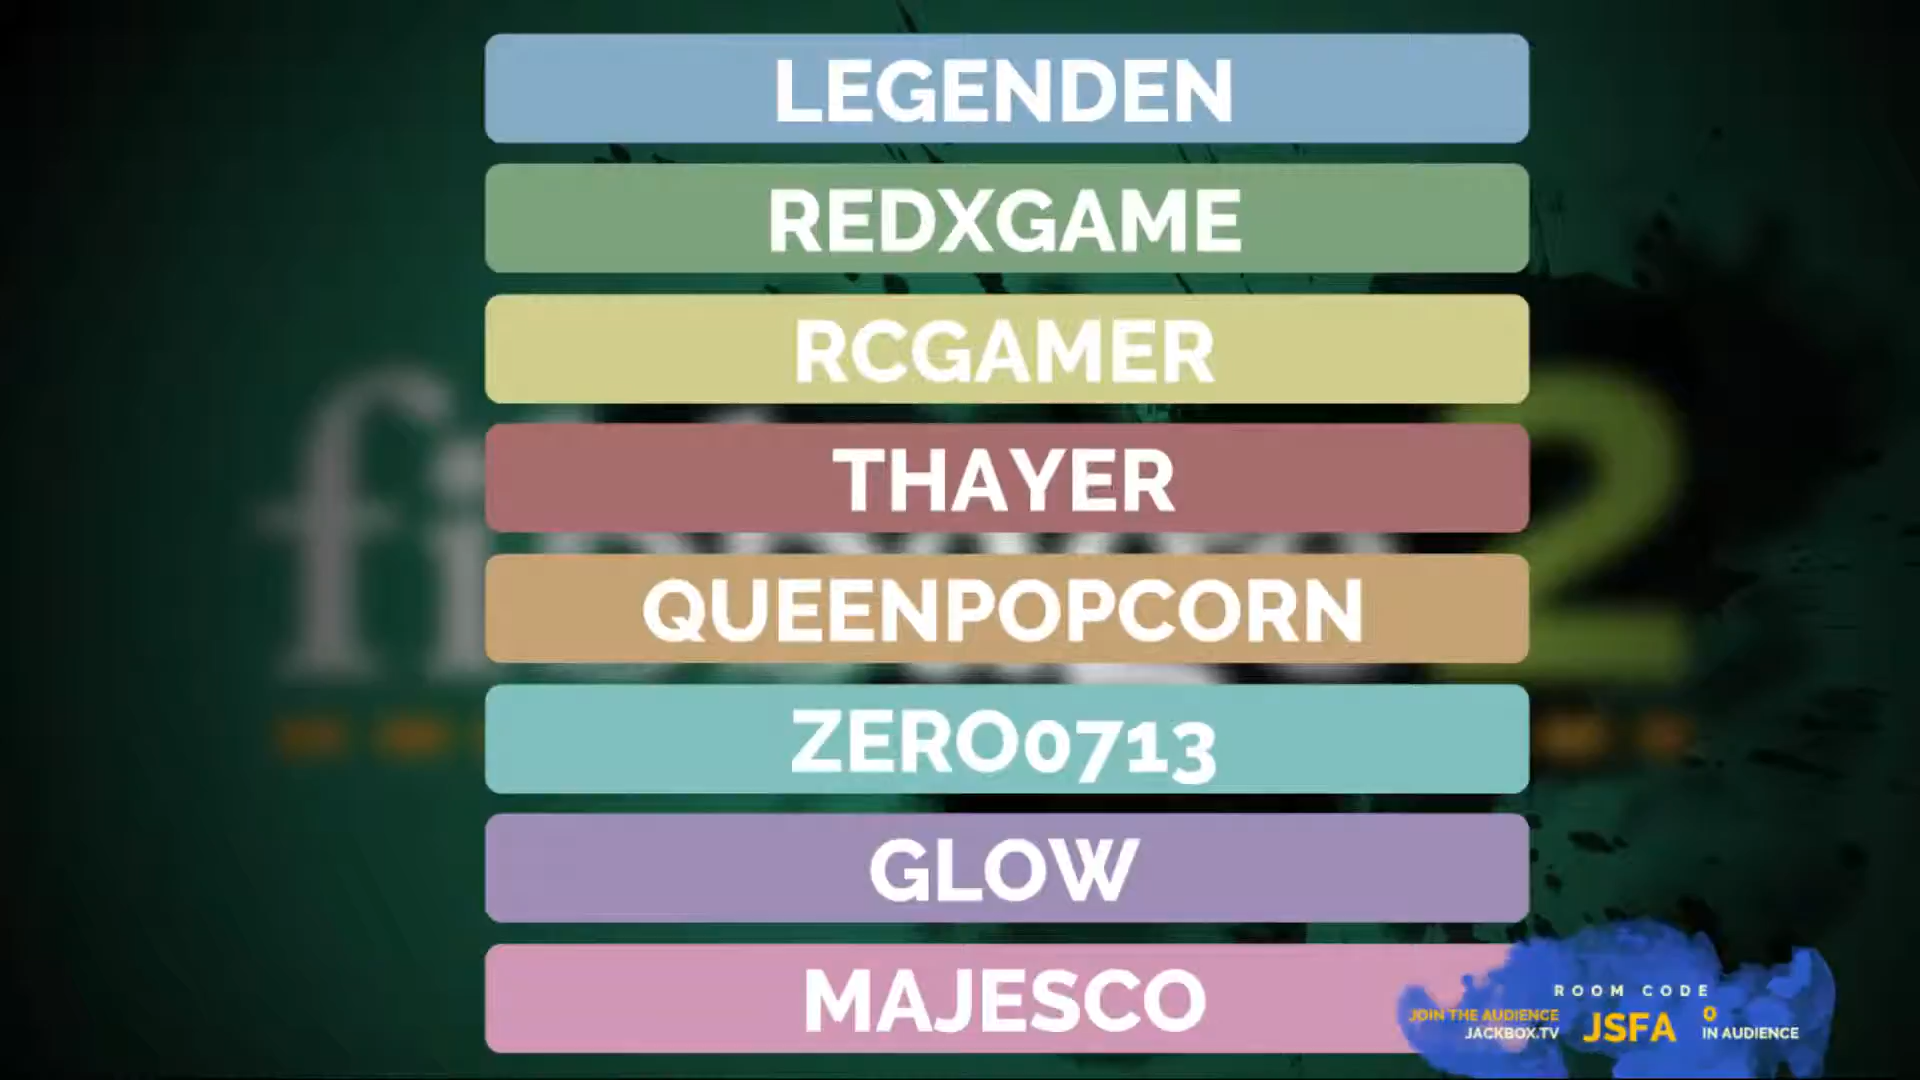 LEGENDEN
REDXGAME
RCGAMER
THAYER
QUEENPOPCORN
ZERO0713
GLOW
MAJESCO
ROOM CODE
JOIN THE AUDIENCE
JACKBOX.TV
JSFA
0
IN AUDIENCE
2